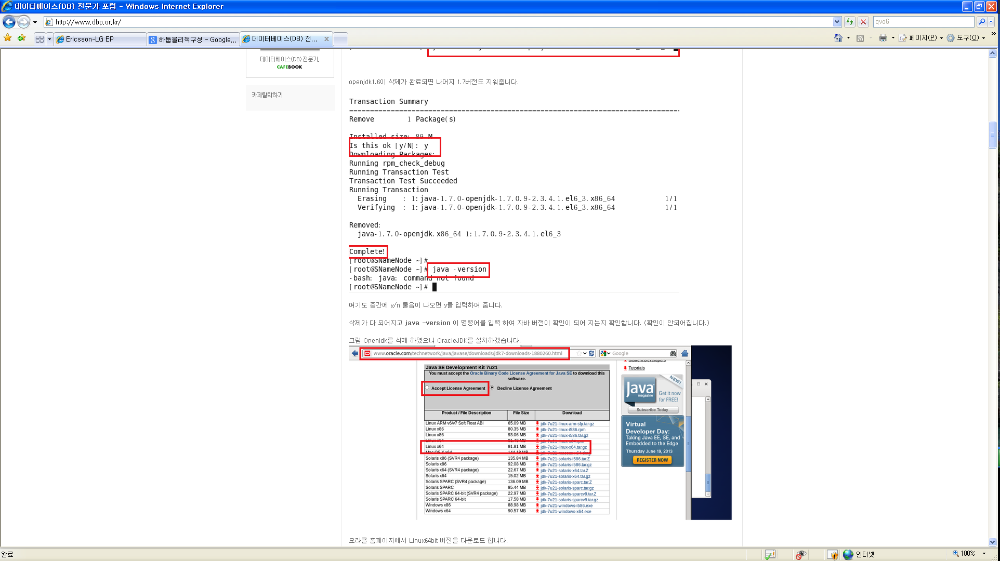 데이터베이스(DB) 전문가 포럼 - Windows Internet Explorer
http://www.dbp.or.kr/
qvo6
Ericsson-LG EP
하둡물리적구성 - Google...
데이터베이스(DB) 전...
페이지(P)
도구(O)
데이터베이스(DB) 전문가.
CAFEBOOK
카페탈퇴하기
openjdk1.6이 삭제가 완료되면 나머지 1.7버전도 지워줍니다.
Transaction Summary
================================================================================
Remove        1 Package(s)
Installed size: 89 M
Is this ok [y/N]: y
Downloading Packages:
Running rpm_check_debug
Running Transaction Test
Transaction Test Succeeded
Running Transaction
Erasing    : 1:java-1.7.0-openjdk-1.7.0.9-2.3.4.1.el6_3.x86_64    1/1
Verifying  : 1:java-1.7.0-openjdk-1.7.0.9-2.3.4.1.el6_3.x86_64    1/1
Removed:
java-1.7.0-openjdk.x86_64 1:1.7.0.9-2.3.4.1.el6_3
Complete!
[root@SNameNode ~]#
[root@SNameNode ~]# java -version
-bash: java: command not found
[root@SNameNode ~]#
여기도 중간에 y/n 물음이 나오면 y를 입력하여 줍니다.
삭제가 다 되어지고 java -version 이 명령어를 입력 하여 자바 버전이 확인이 되어 지는지 확인합니다. (확인이 안되어집니다.)
그럼 Openjdk를 삭제 하였으니 OracleJDK를 설치하겠습니다.
www.oracle.com/technetwork/java/javase/downloads/jdk7-downloads-1880260.html
Google
Student Developers
Tutorials
Java SE Development Kit 7u21
You must accept the Oracle Binary Code License Agreement for Java SE to download this
software.
Accept License Agreement Decline License Agreement
Product / File Description File Size Download
Linux ARM v6/v7 Soft Float ABI 65.09 MB jdk-7u21-linux-arm-sfp.tar.gz
Linux x86 80.35 MB jdk-7u21-linux-i586.rpm
Linux x86 93.06 MB jdk-7u21-linux-i586.tar.gz
Linux x64 91.43 MB jdk-7u21-linux-x64.rpm
Linux x64 91.81 MB jdk-7u21-linux-x64.tar.gz
Mac OS X x64 144.18 MB jdk-7u21-macosx-x64.dmg
Solaris x86 (SVR4 package) 135.84 MB jdk-7u21-solaris-i586.tar.Z
Solaris x86 92.08 MB jdk-7u21-solaris-i586.tar.gz
Solaris x64 (SVR4 package) 22.67 MB jdk-7u21-solaris-x64.tar.Z
Solaris x64 15.02 MB jdk-7u21-solaris-x64.tar.gz
Solaris SPARC (SVR4 package) 136.09 MB jdk-7u21-solaris-sparc.tar.Z
Solaris SPARC 95.44 MB jdk-7u21-solaris-sparc.tar.gz
Solaris SPARC 64-bit (SVR4 package) 22.97 MB jdk-7u21-solaris-sparcv9.tar.Z
Solaris SPARC 64-bit 17.58 MB jdk-7u21-solaris-sparcv9.tar.gz
Windows x86 88.98 MB jdk-7u21-windows-i586.exe
Windows x64 90.57 MB jdk-7u21-windows-x64.exe
NEW!
Java
magazine
Get it now
for FREE!
Subscribe Today
Virtual
Developer Day:
Taking Java EE, SE, and
Embedded to the Edge
Thursday June 19, 2013
REGISTER NOW
오라클 홈페이지에서 Linux64bit 버전을 다운로드 합니다.
완료
인터넷
100%